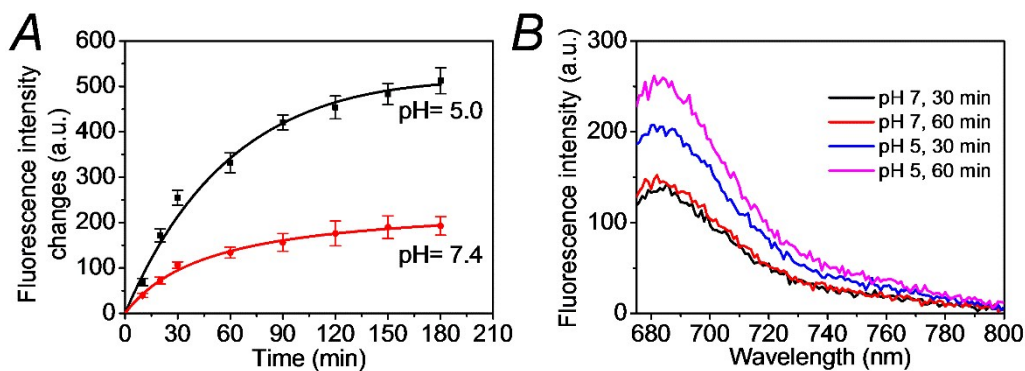 A
Fluorescence intensity
changes (a.u.)
600
500
400
300
200
100
0
pH= 5.0
pH= 7.4
0 30 60 90 120 150 180 210
Time (min)
B
Fluorescence intensity (a.u.)
300
200
100
0
pH 7, 30 min
pH 7, 60 min
pH 5, 30 min
pH 5, 60 min
680 700 720 740 760 780 800
Wavelength (nm)